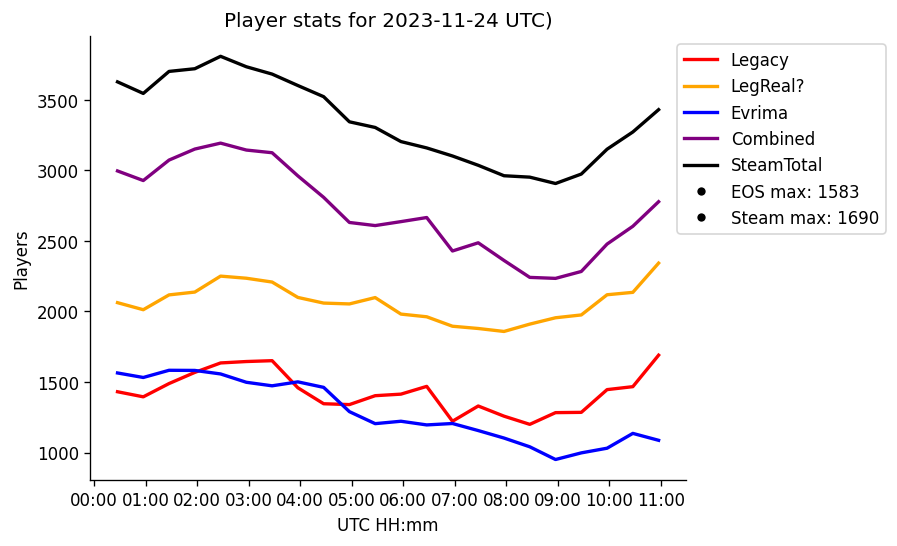 Player stats for 2023-11-24 UTC)
Legacy
LegReal?
Evrima
Combined
SteamTotal
EOS max: 1583
Steam max: 1690
Players
3500
3000
2500
2000
1500
1000
00:00 01:00 02:00 03:00 04:00 05:00 06:00 07:00 08:00 09:00 10:00 11:00
UTC HH:mm